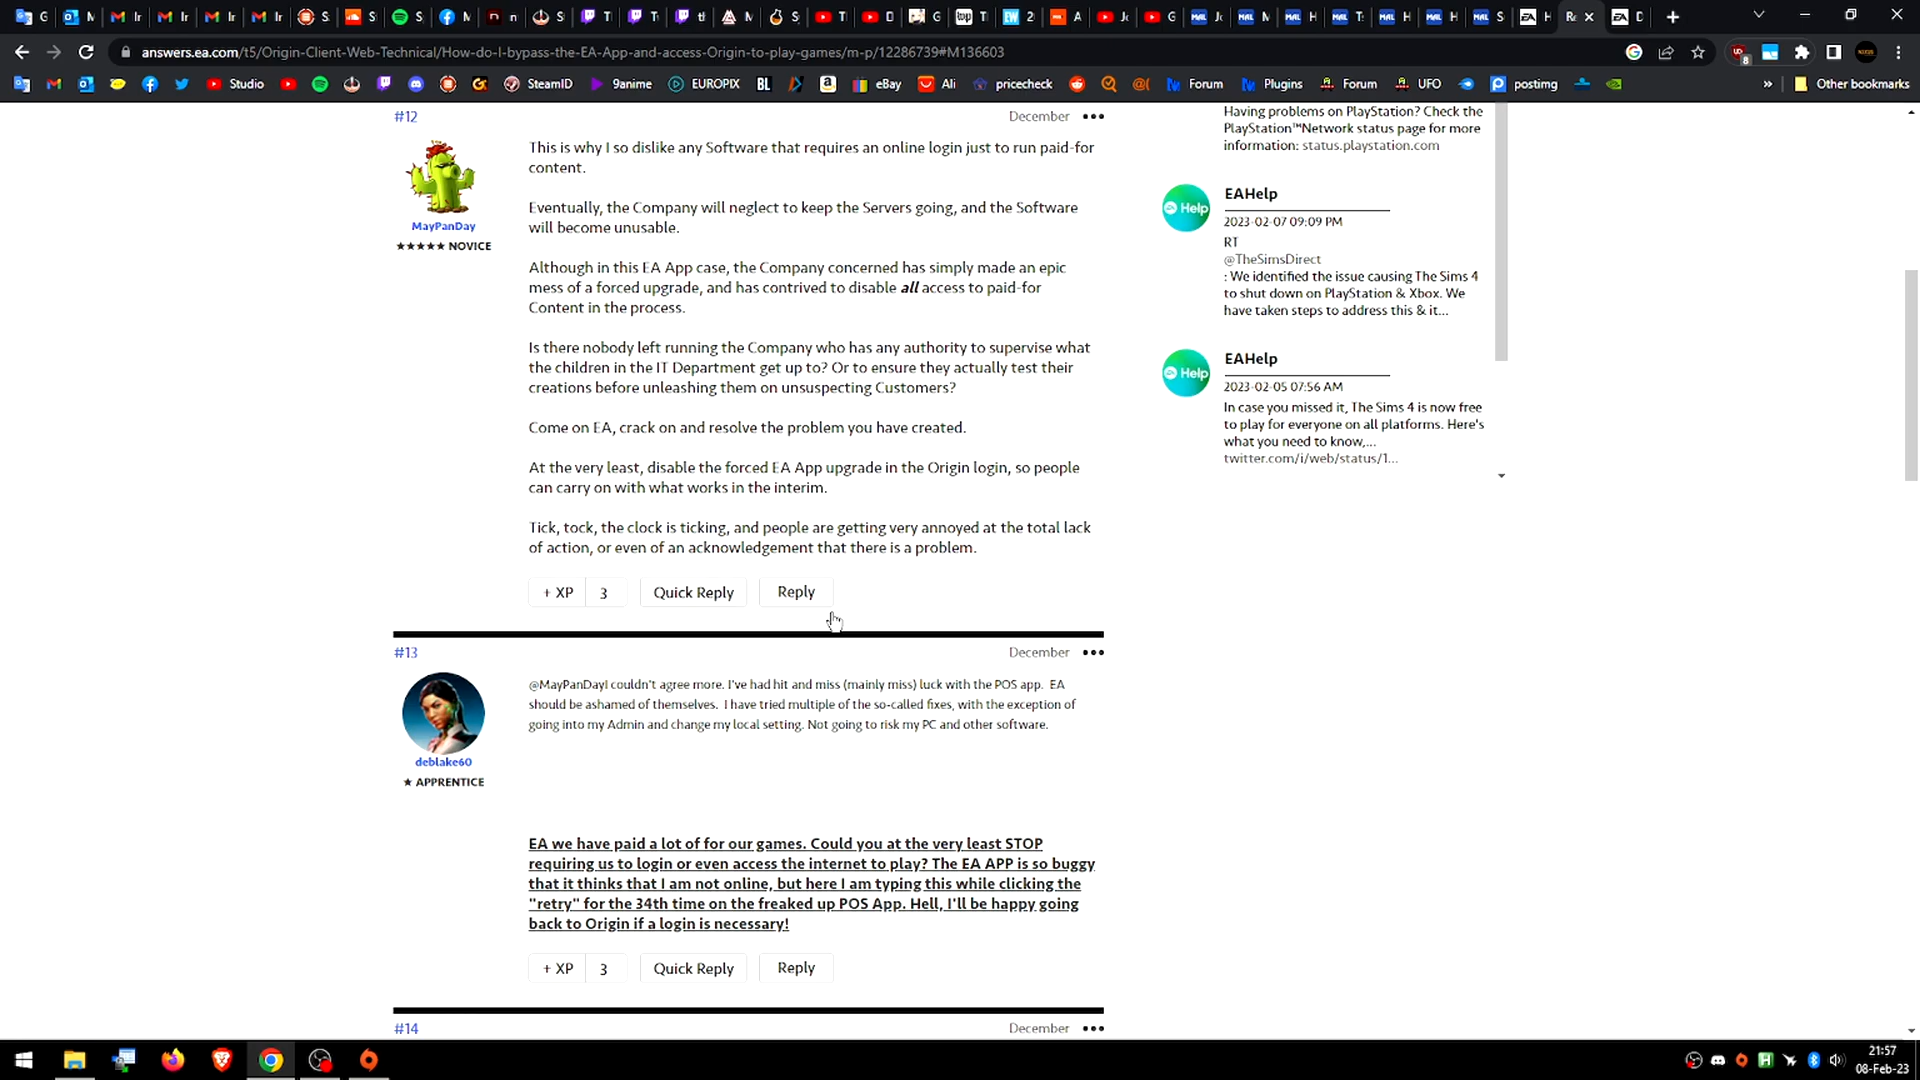 answers.ea.com/t5/Origin-Client-Web-Technical/How-do-I-bypass-the-EA-App-and-access-Origin-to-play-games/m-p/12286739#M136603
Studio
SteamID
9anime
EUROPIX
BL
eBay
Ali
pricecheck
Forum
Plugins
Forum
UFO
postimg
»
Other bookmarks
#12
December
MayPanDay
★★★★★ NOVICE
This is why I so dislike any Software that requires an online login just to run paid-for
content.
Eventually, the Company will neglect to keep the Servers going, and the Software
will become unusable.
Although in this EA App case, the Company concerned has simply made an epic
mess of a forced upgrade, and has contrived to disable all access to paid-for
Content in the process.
Is there nobody left running the Company who has any authority to supervise what
the children in the IT Department get up to? Or to ensure they actually test their
creations before unleashing them on unsuspecting Customers?
Come on EA, crack on and resolve the problem you have created.
At the very least, disable the forced EA App upgrade in the Origin login, so people
can carry on with what works in the interim.
Tick, tock, the clock is ticking, and people are getting very annoyed at the total lack
of action, or even of an acknowledgement that there is a problem.
+ XP 3 Quick Reply Reply
#13
December
deblake60
★ APPRENTICE
@MayPanDayI couldn't agree more. I've had hit and miss (mainly miss) luck with the POS app. EA
should be ashamed of themselves. I have tried multiple of the so-called fixes, with the exception of
going into my Admin and change my local setting. Not going to risk my PC and other software.
EA we have paid a lot of for our games. Could you at the very least STOP
requiring us to login or even access the internet to play? The EA APP is so buggy
that it thinks that I am not online, but here I am typing this while clicking the
"retry" for the 34th time on the freaked up POS App. Hell, I'll be happy going
back to Origin if a login is necessary!
+ XP 3 Quick Reply Reply
#14
December
Having problems on PlayStation? Check the
PlayStation™Network status page for more
information: status.playstation.com
Help
EAHelp
2023-02-07 09:09 PM
RT
@TheSimsDirect
: We identified the issue causing The Sims 4
to shut down on PlayStation & Xbox. We
have taken steps to address this & it...
Help
EAHelp
2023-02-05 07:56 AM
In case you missed it, The Sims 4 is now free
to play for everyone on all platforms. Here's
what you need to know,...
twitter.com/i/web/status/1...
21:57
08-Feb-23